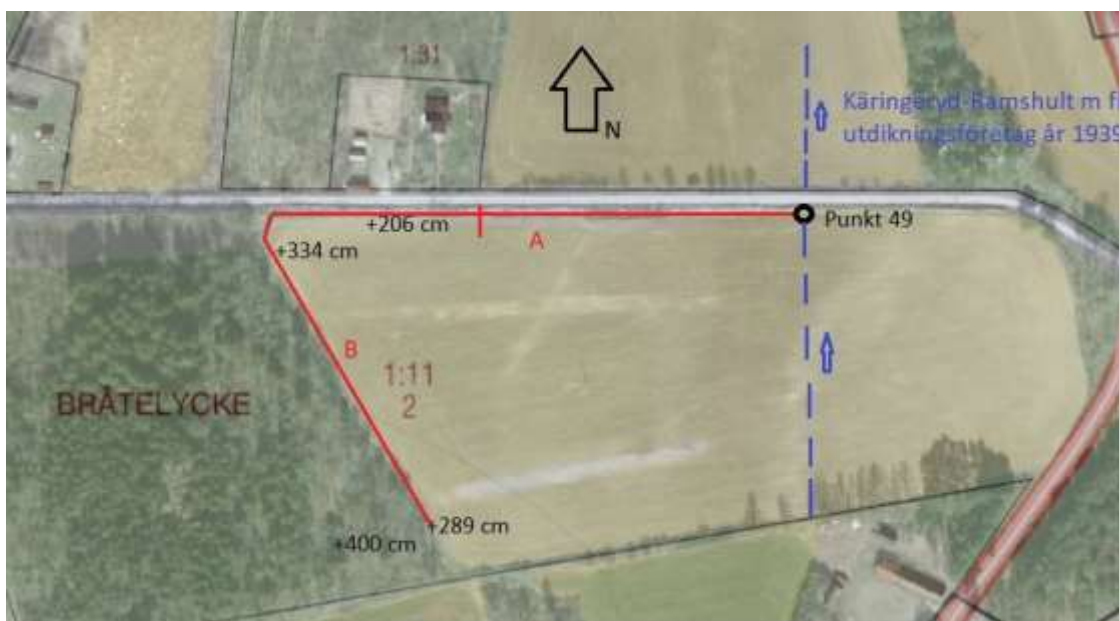 1:31
N
Käringeryd-Ramshult m fl
utdikningsföretag år 1939
+206 cm
A
Punkt 49
+334 cm
B
1:11
2
BRÅTELYCKE
+289 cm
+400 cm